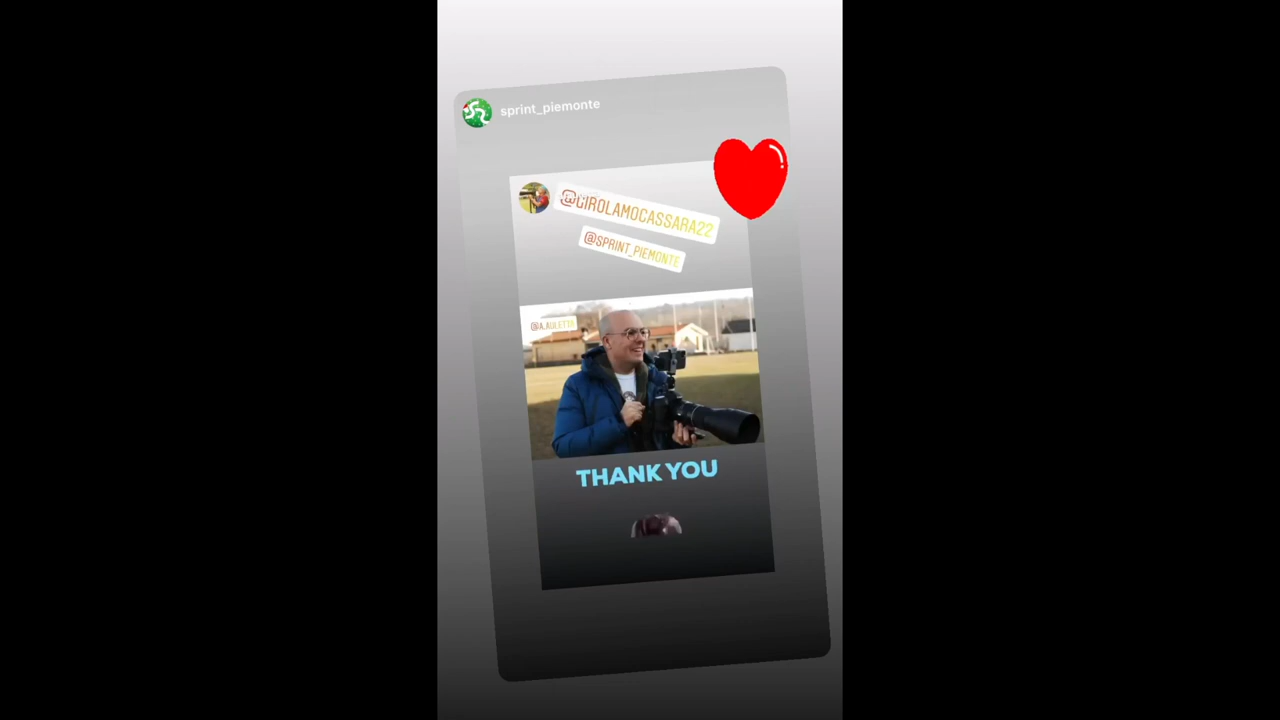 sprint_piemonte
@GIROLAMOCASSARA22
@SPRINT_PIEMONTE
@A.AULETTA
THANK YOU